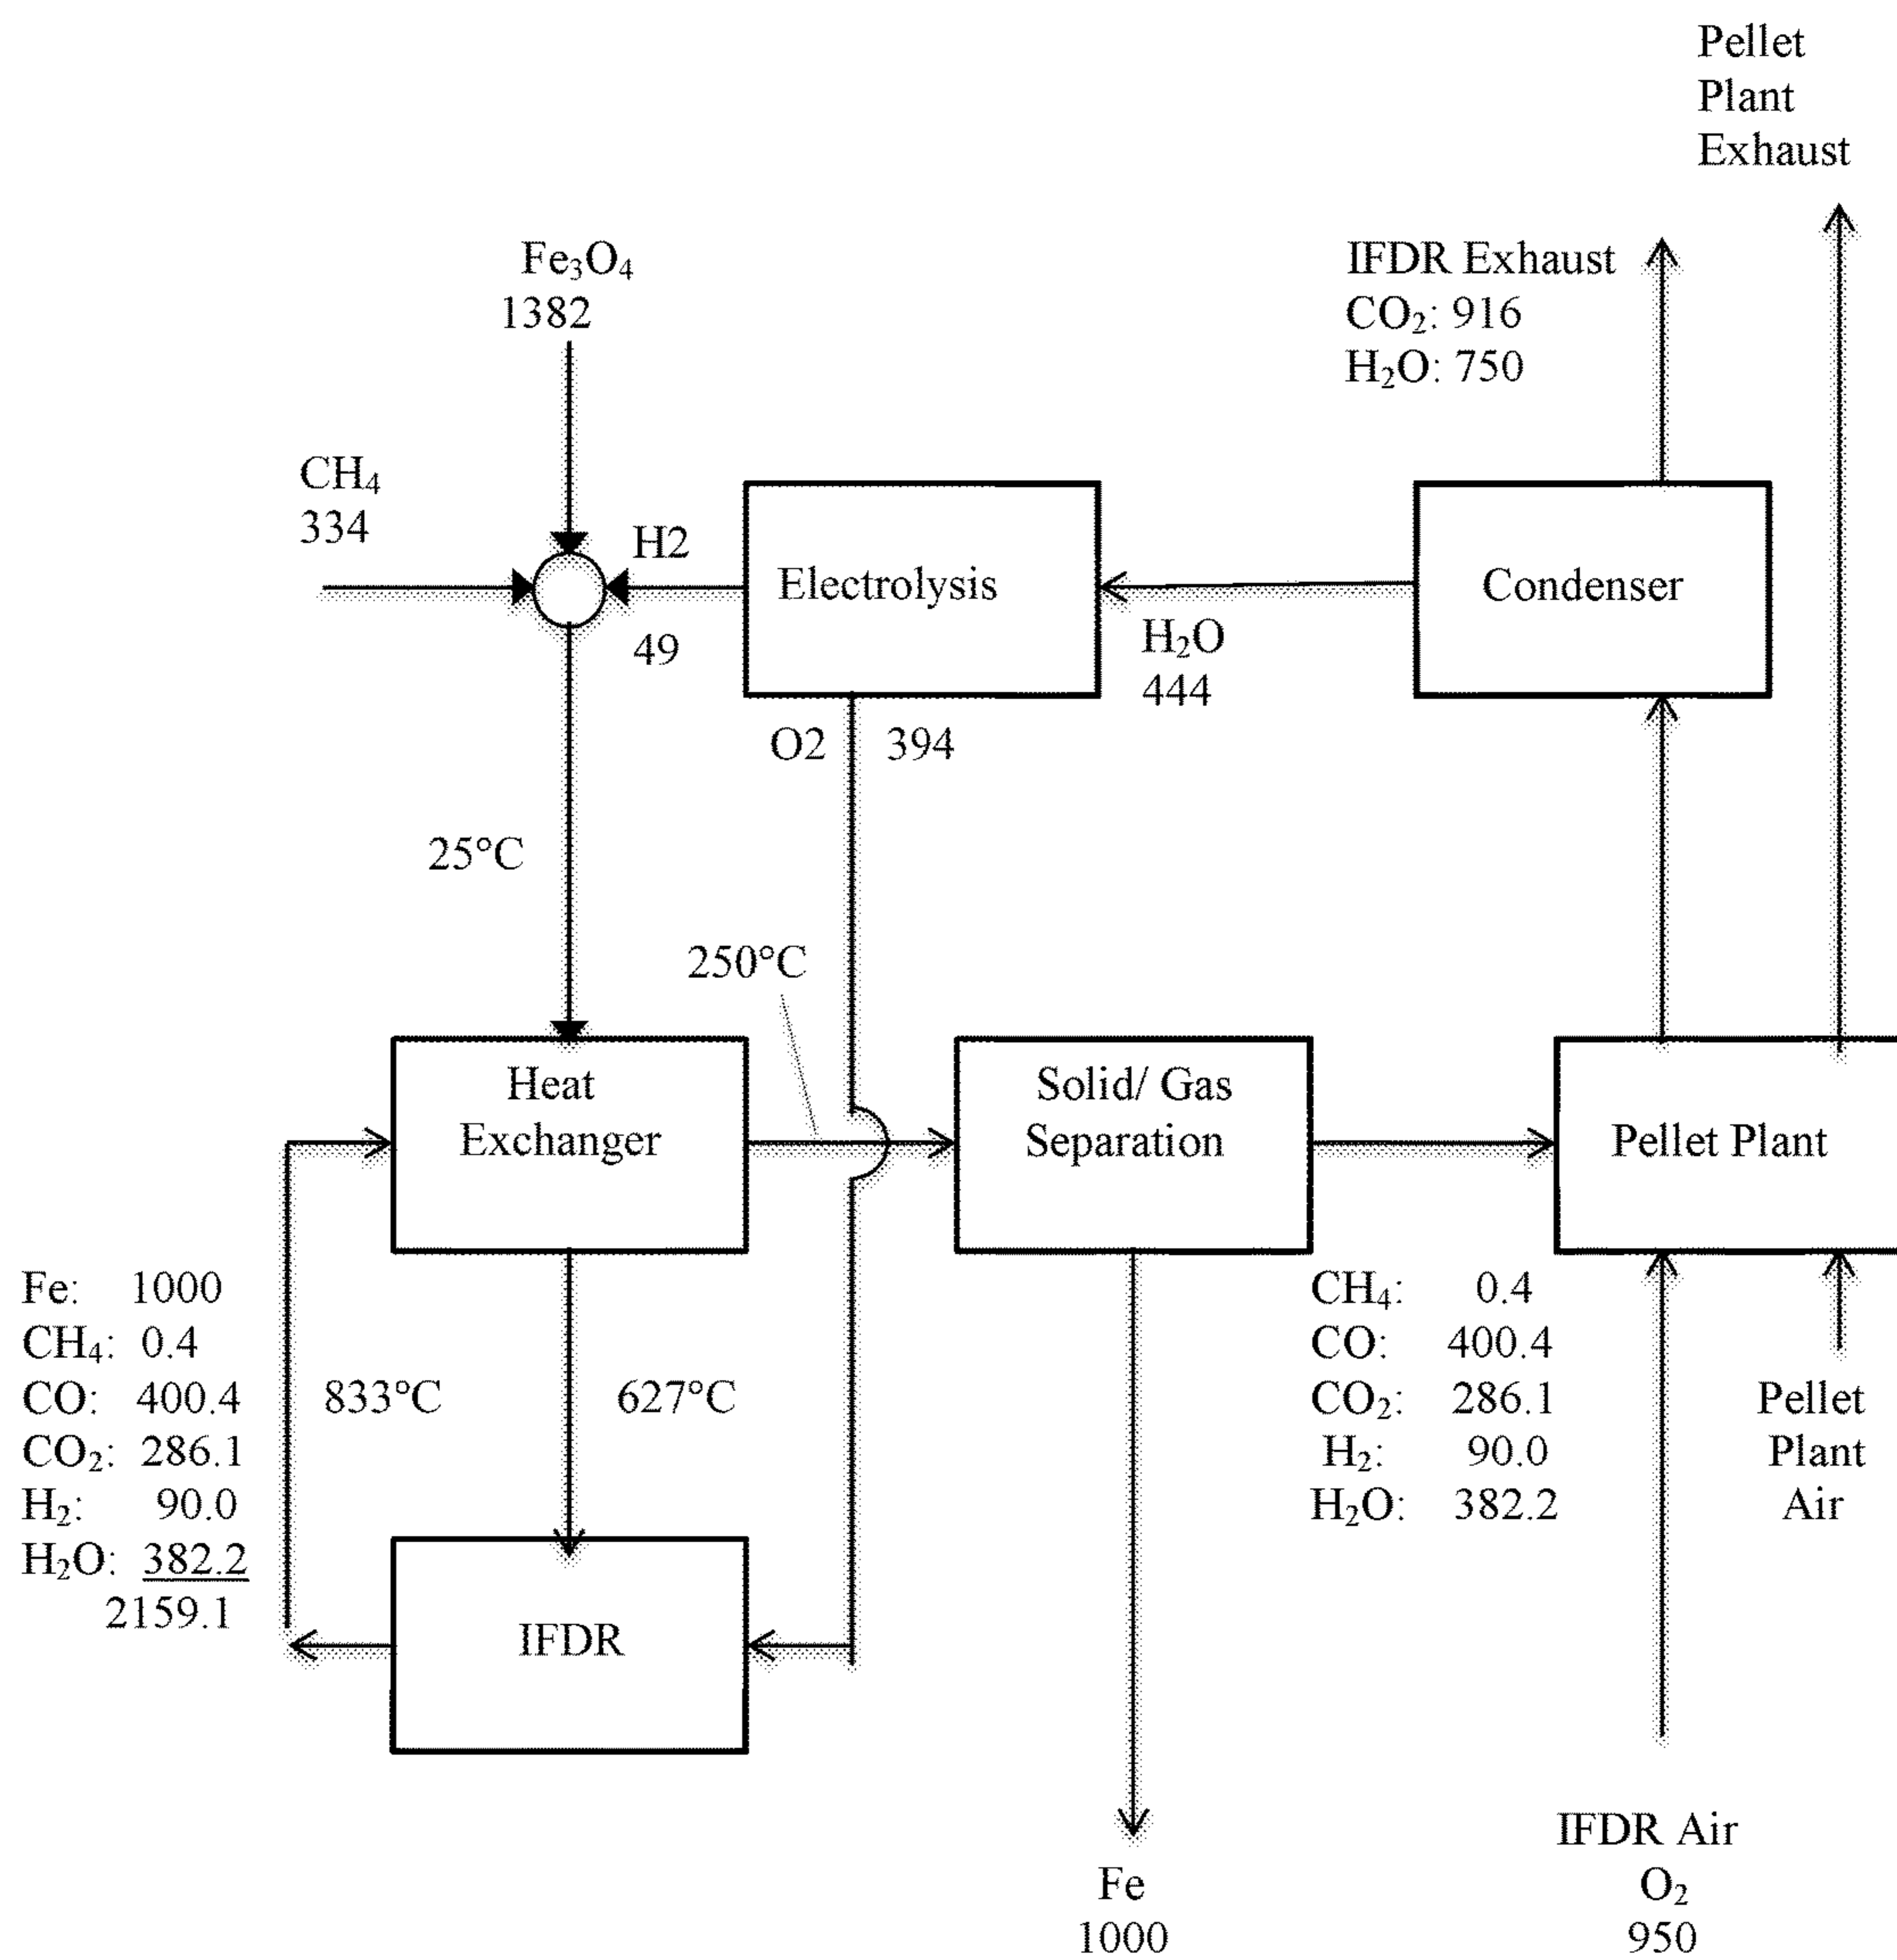 Pellet
Plant
Exhaust
Fe₃O₄
1382
IFDR Exhaust
CO₂: 916
H₂O: 750
CH₄
334
H2
49
Electrolysis
Condenser
H₂O
444
O2 394
25°C
250°C
Heat
Exchanger
Solid/ Gas
Separation
Pellet Plant
Fe: 1000
CH₄: 0.4
CO: 400.4
CO₂: 286.1
H₂: 90.0
H₂O: 382.2
2159.1
833°C
627°C
CH₄: 0.4
CO: 400.4
CO₂: 286.1
H₂: 90.0
H₂O: 382.2
Pellet
Plant
Air
IFDR
Fe
1000
IFDR Air
O₂
950